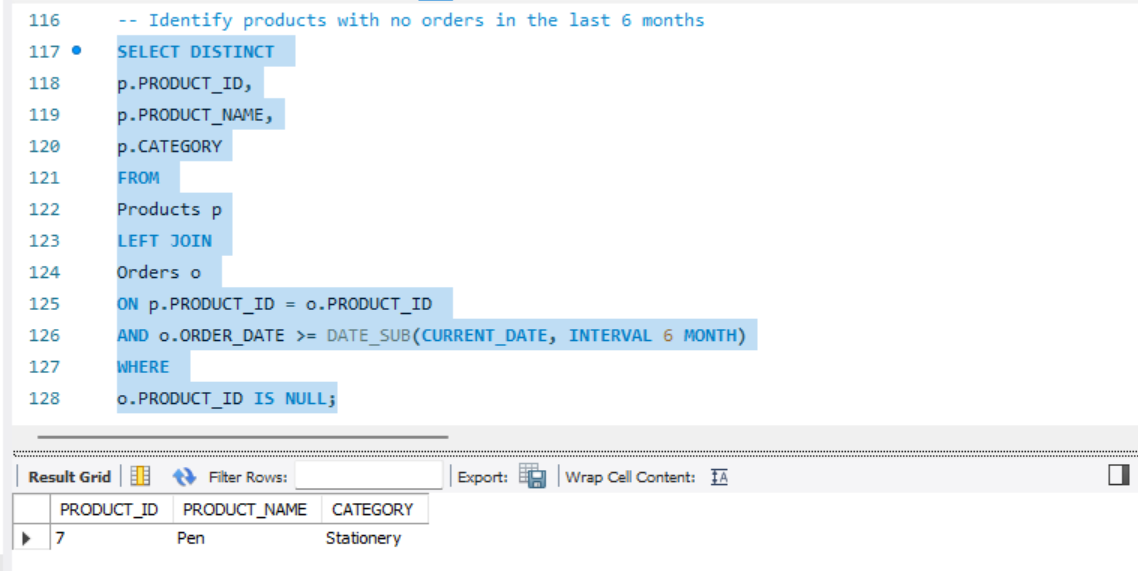 116 -- Identify products with no orders in the last 6 months
117 SELECT DISTINCT
118 p.PRODUCT_ID,
119 p.PRODUCT_NAME,
120 p.CATEGORY
121 FROM
122 Products p
123 LEFT JOIN
124 Orders o
125 ON p.PRODUCT_ID = o.PRODUCT_ID
126 AND o.ORDER_DATE >= DATE_SUB(CURRENT_DATE, INTERVAL 6 MONTH)
127 WHERE
128 o.PRODUCT_ID IS NULL;
Result Grid Filter Rows: Export: Wrap Cell Content: IA
PRODUCT_ID PRODUCT_NAME CATEGORY
7 Pen Stationery